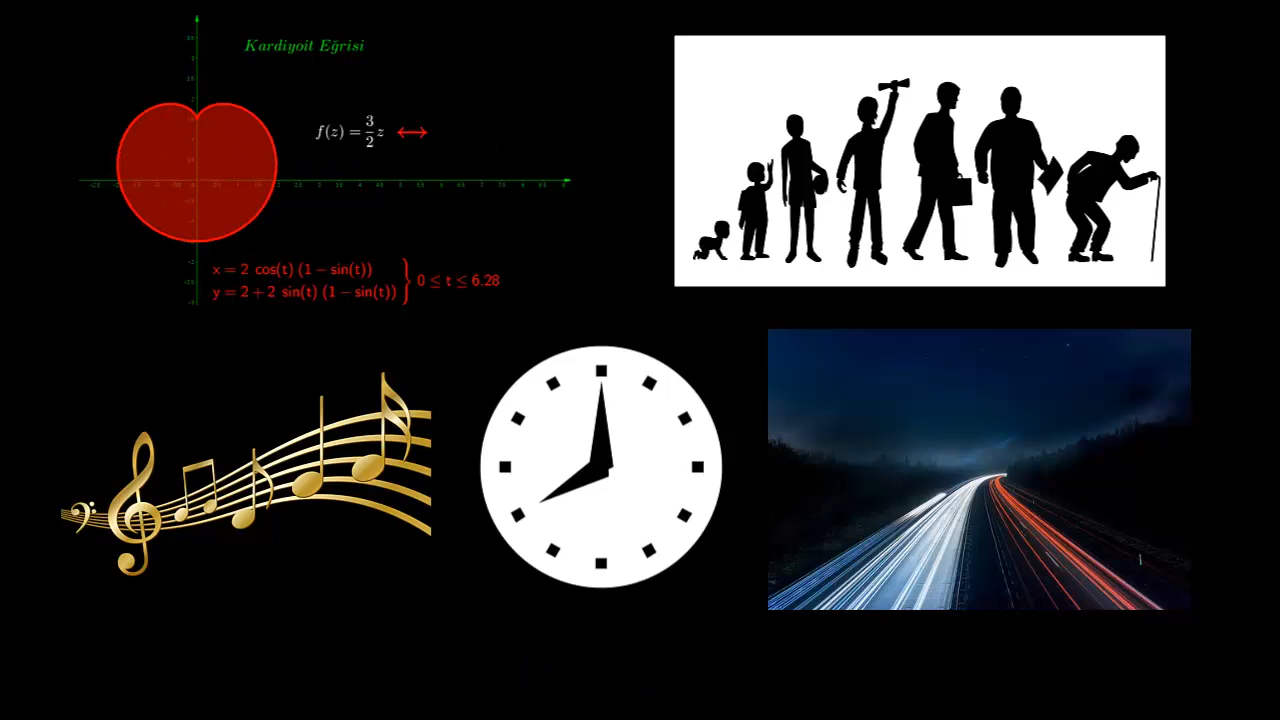 Kardiyoit Eğrisi
f(z) = 3/2 z ↔
x = 2 cos(t) (1 − sin(t))
y = 2 + 2 sin(t) (1 − sin(t)) } 0 ≤ t ≤ 6.28